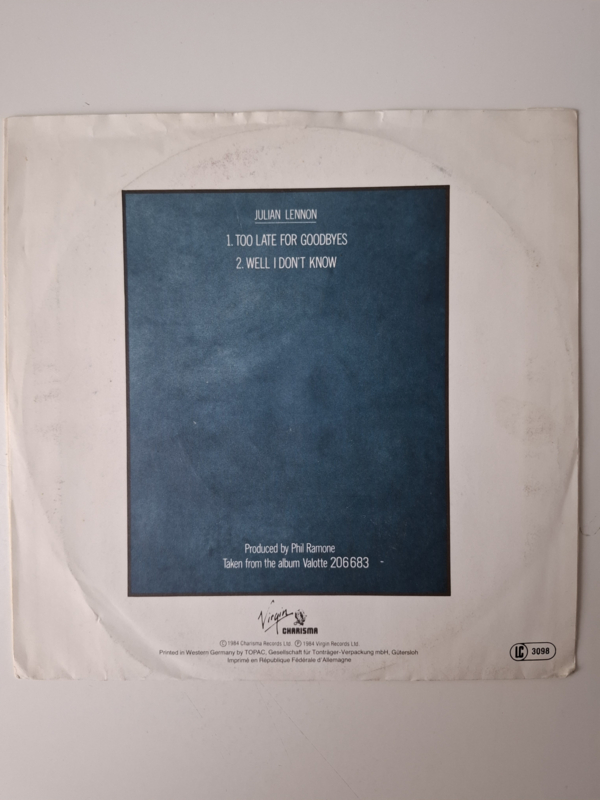 JULIAN LENNON
1. TOO LATE FOR GOODBYES
2. WELL I DON'T KNOW
Produced by Phil Ramone
Taken from the album Valotte 206683
Virgin
CHARISMA
Ⓒ 1984 Charisma Records Ltd. Ⓟ 1984 Virgin Records Ltd.
Printed in Western-Germany by TOPAC, Gesellschaft für Tonträger-Verpackung mbH, Gütersloh
Imprimé en République Fédérale d'Allemagne
LC 3098